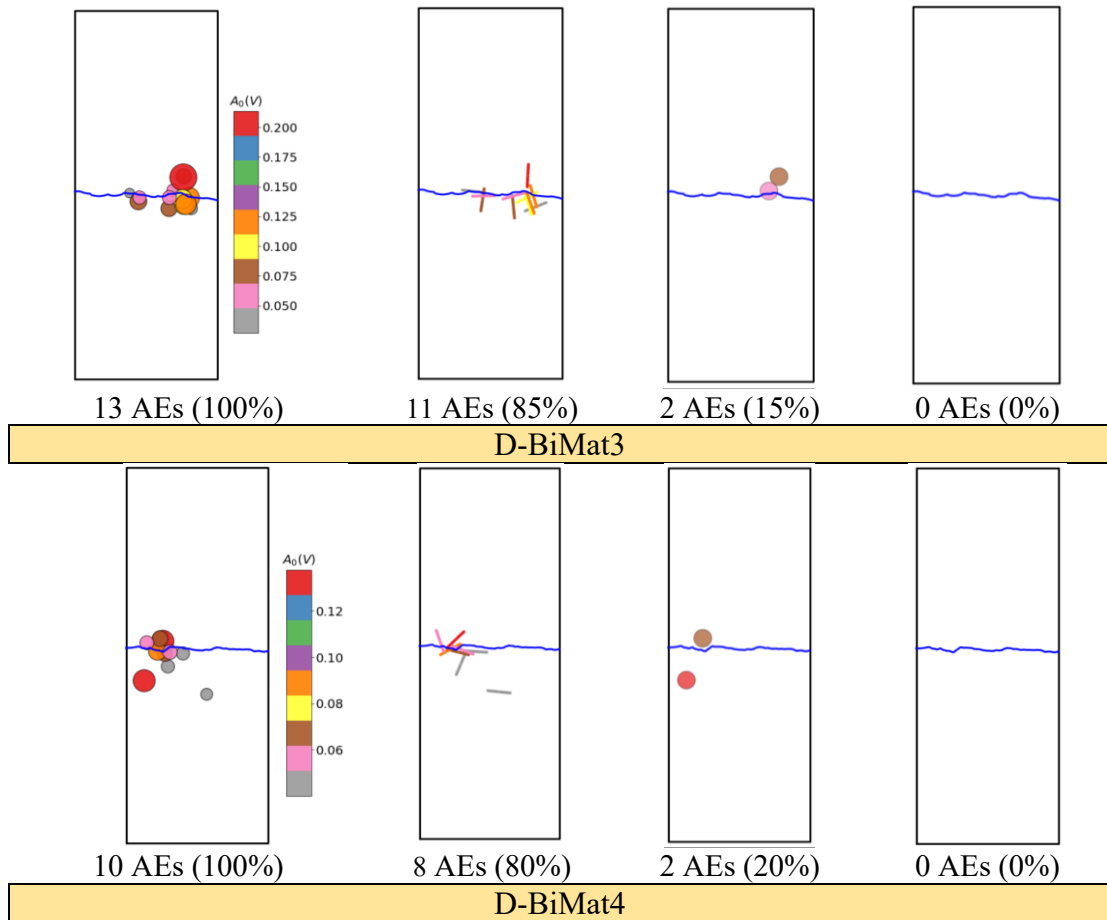 A₀(V)
0.200
0.175
0.150
0.125
0.100
0.075
0.050
13 AEs (100%) 11 AEs (85%) 2 AEs (15%) 0 AEs (0%)
D-BiMat3
A₀(V)
0.12
0.10
0.08
0.06
10 AEs (100%) 8 AEs (80%) 2 AEs (20%) 0 AEs (0%)
D-BiMat4